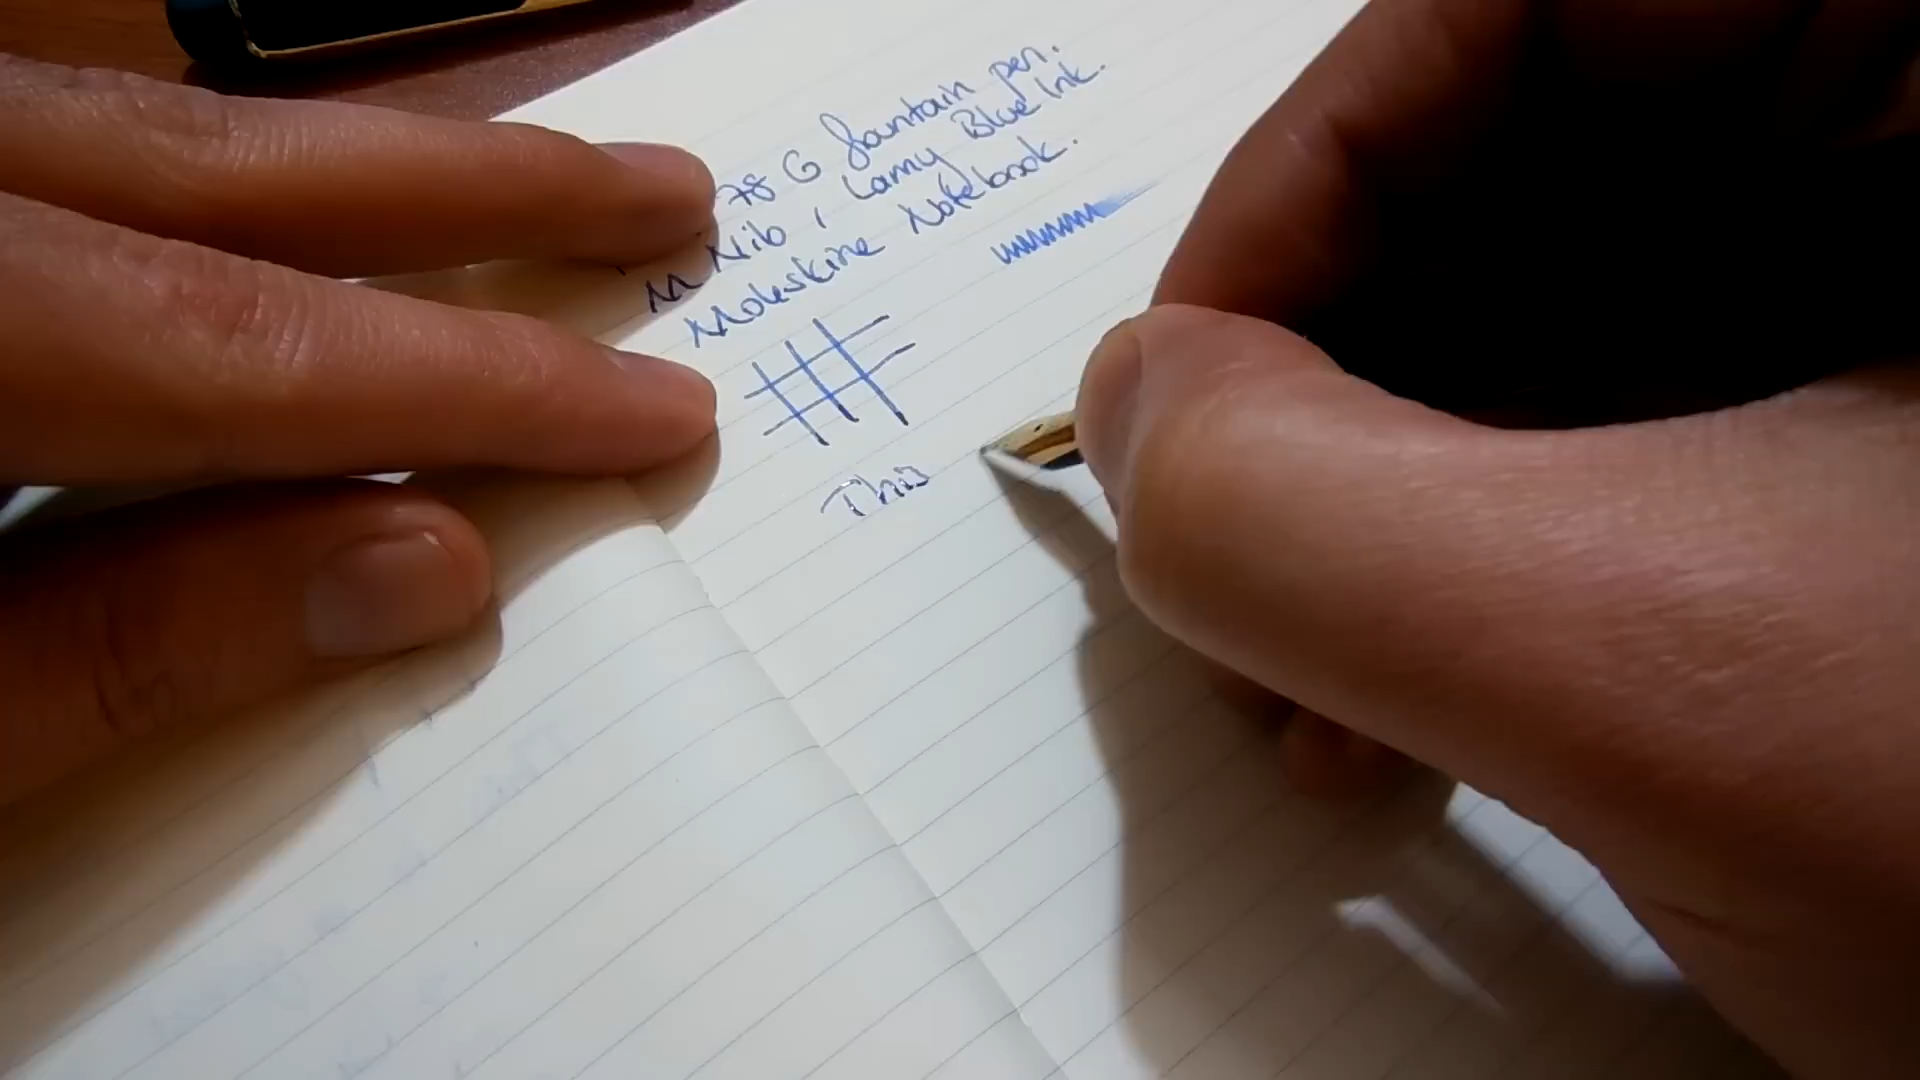 78 G fountain pen.
M Nib, Lamy Blue Ink.
Moleskine Notebook.
This